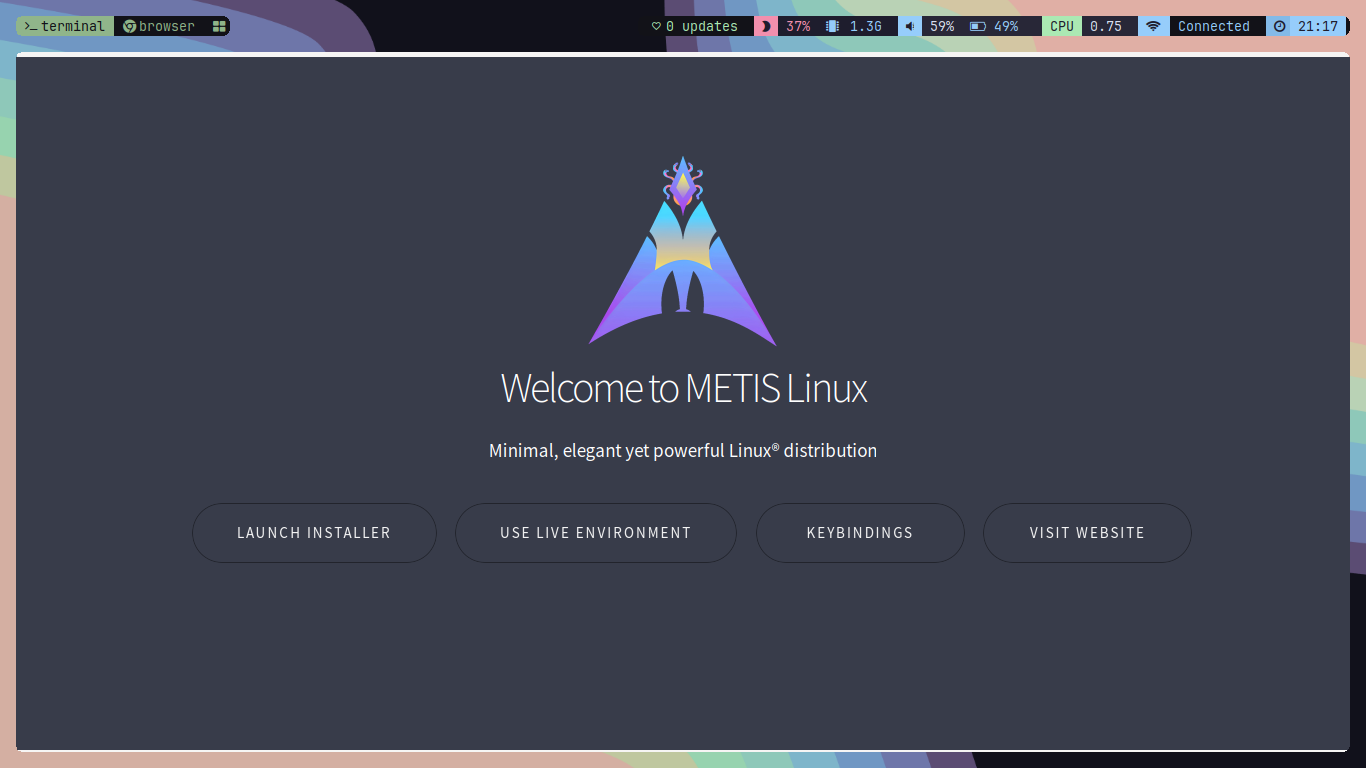 terminal browser 0 updates 37% 1.3G 59% 49% CPU 0.75 Connected 21:17
Welcome to METIS Linux
Minimal, elegant yet powerful Linux® distribution
LAUNCH INSTALLER USE LIVE ENVIRONMENT KEYBINDINGS VISIT WEBSITE